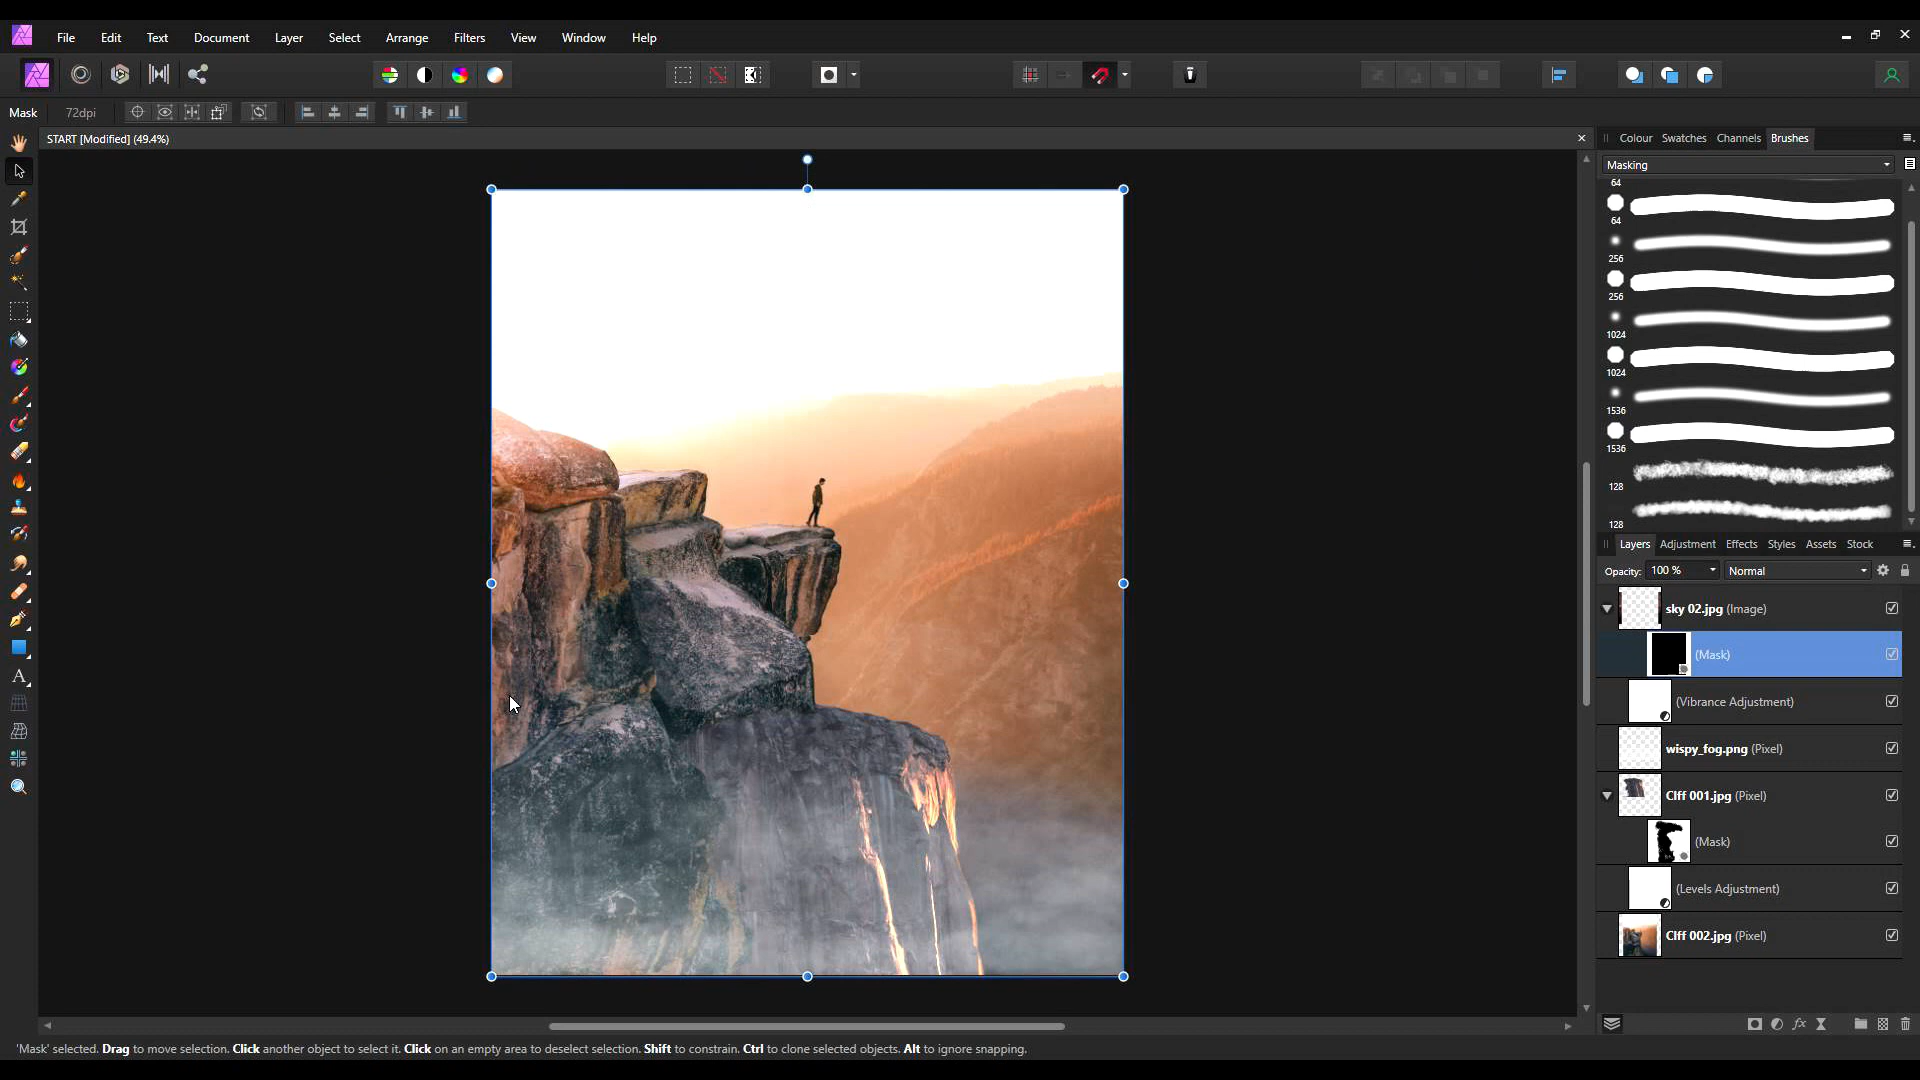 File Edit Text Document Layer Select Arrange Filters View Window Help
Mask 72dpi
START [Modified] (49.4%)
Colour Swatches Channels Brushes
Masking
64
64
256
256
1024
1024
1536
1536
128
128
Layers Adjustment Effects Styles Assets Stock
Opacity: 100 % Normal
sky 02.jpg (Image)
(Mask)
(Vibrance Adjustment)
wispy_fog.png (Pixel)
Clff 001.jpg (Pixel)
(Mask)
(Levels Adjustment)
Clff 002.jpg (Pixel)
fx
A
'Mask' selected. Drag to move selection. Click another object to select it. Click on an empty area to deselect selection. Shift to constrain. Ctrl to clone selected objects. Alt to ignore snapping.